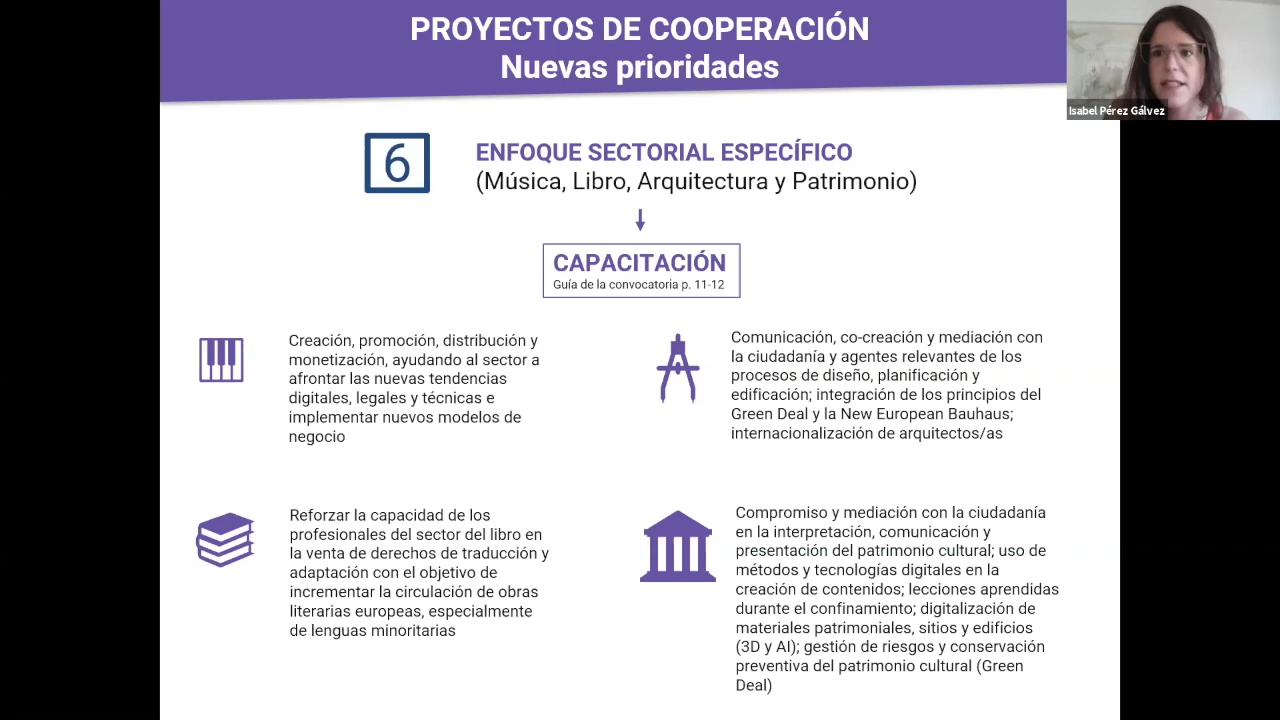 PROYECTOS DE COOPERACIÓN
Nuevas prioridades
Isabel Pérez Gálvez
6
ENFOQUE SECTORIAL ESPECÍFICO
(Música, Libro, Arquitectura y Patrimonio)
CAPACITACIÓN
Guía de la convocatoria p. 11-12
Creación, promoción, distribución y
monetización, ayudando al sector a
afrontar las nuevas tendencias
digitales, legales y técnicas e
implementar nuevos modelos de
negocio
Comunicación, co-creación y mediación con
la ciudadanía y agentes relevantes de los
procesos de diseño, planificación y
edificación; integración de los principios del
Green Deal y la New European Bauhaus;
internacionalización de arquitectos/as
Reforzar la capacidad de los
profesionales del sector del libro en
la venta de derechos de traducción y
adaptación con el objetivo de
incrementar la circulación de obras
literarias europeas, especialmente
de lenguas minoritarias
Compromiso y mediación con la ciudadanía
en la interpretación, comunicación y
presentación del patrimonio cultural; uso de
métodos y tecnologías digitales en la
creación de contenidos; lecciones aprendidas
durante el confinamiento; digitalización de
materiales patrimoniales, sitios y edificios
(3D y AI); gestión de riesgos y conservación
preventiva del patrimonio cultural (Green
Deal)